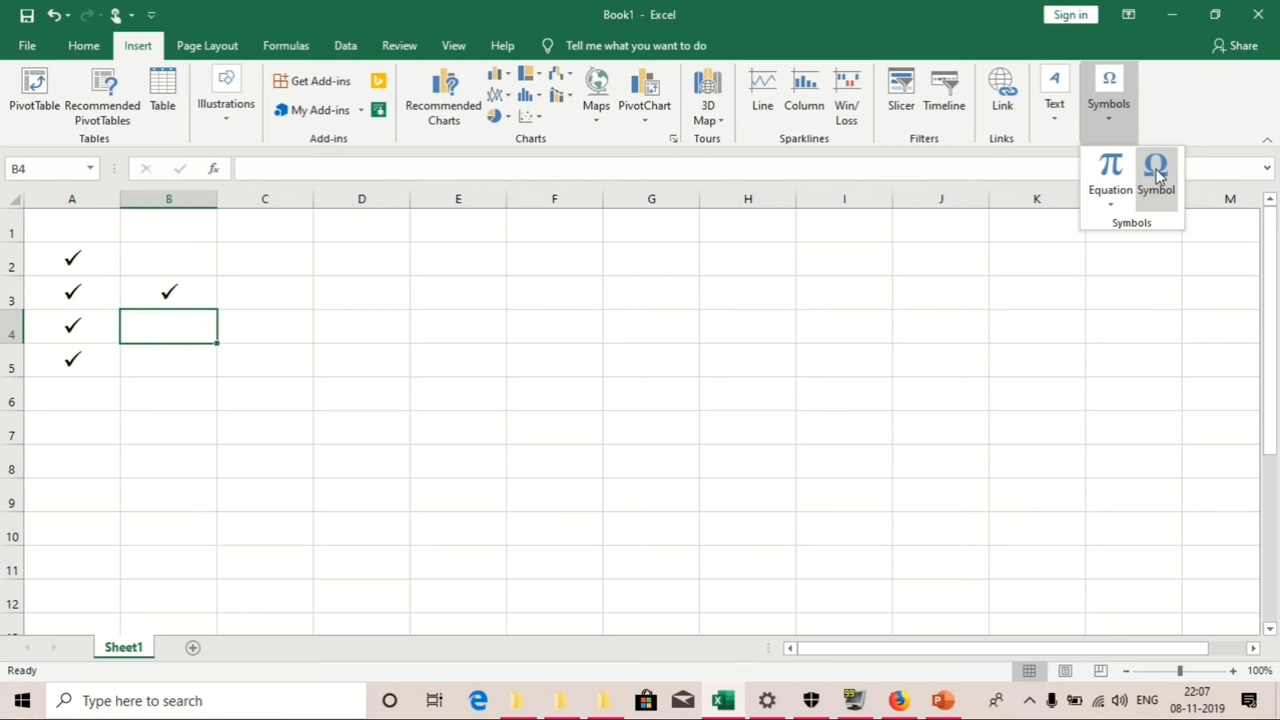 Book1 - Excel
Sign in
File Home Insert Page Layout Formulas Data Review View Help Tell me what you want to do Share
PivotTable
Recommended PivotTables
Table
Illustrations
Get Add-ins
My Add-ins
Recommended Charts
Maps
PivotChart
3D Map
Line
Column
Win/Loss
Slicer
Timeline
Link
Text
Symbols
Tables
Add-ins
Charts
Tours
Sparklines
Filters
Links
Equation
Symbol
Symbols
B4
fx
A B C D E F G H I J K M
1
2 ✓
3 ✓ ✓
4 ✓
5 ✓
6
7
8
9
10
11
12
Sheet1
Ready
100%
Type here to search
ENG
22:07
08-11-2019